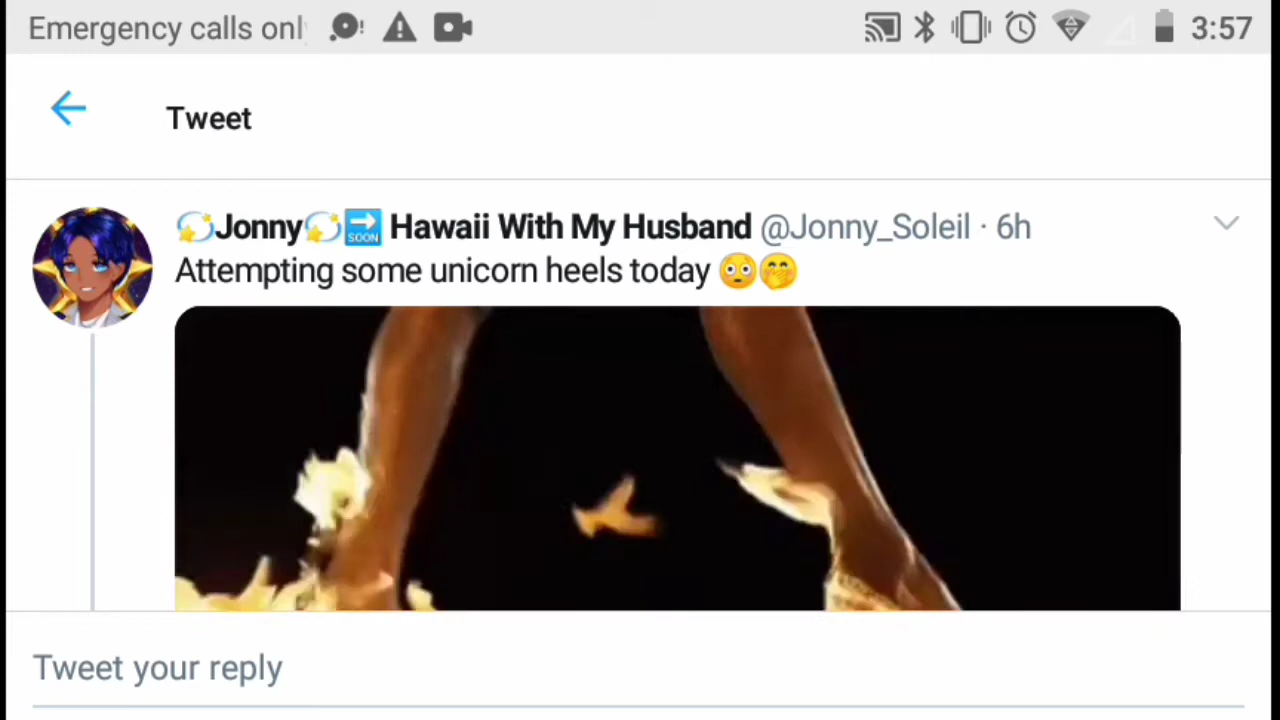 Emergency calls onl 3:57
Tweet
💫Jonny💫🔜 Hawaii With My Husband @Jonny_Soleil · 6h
Attempting some unicorn heels today 😳🤭
Tweet your reply